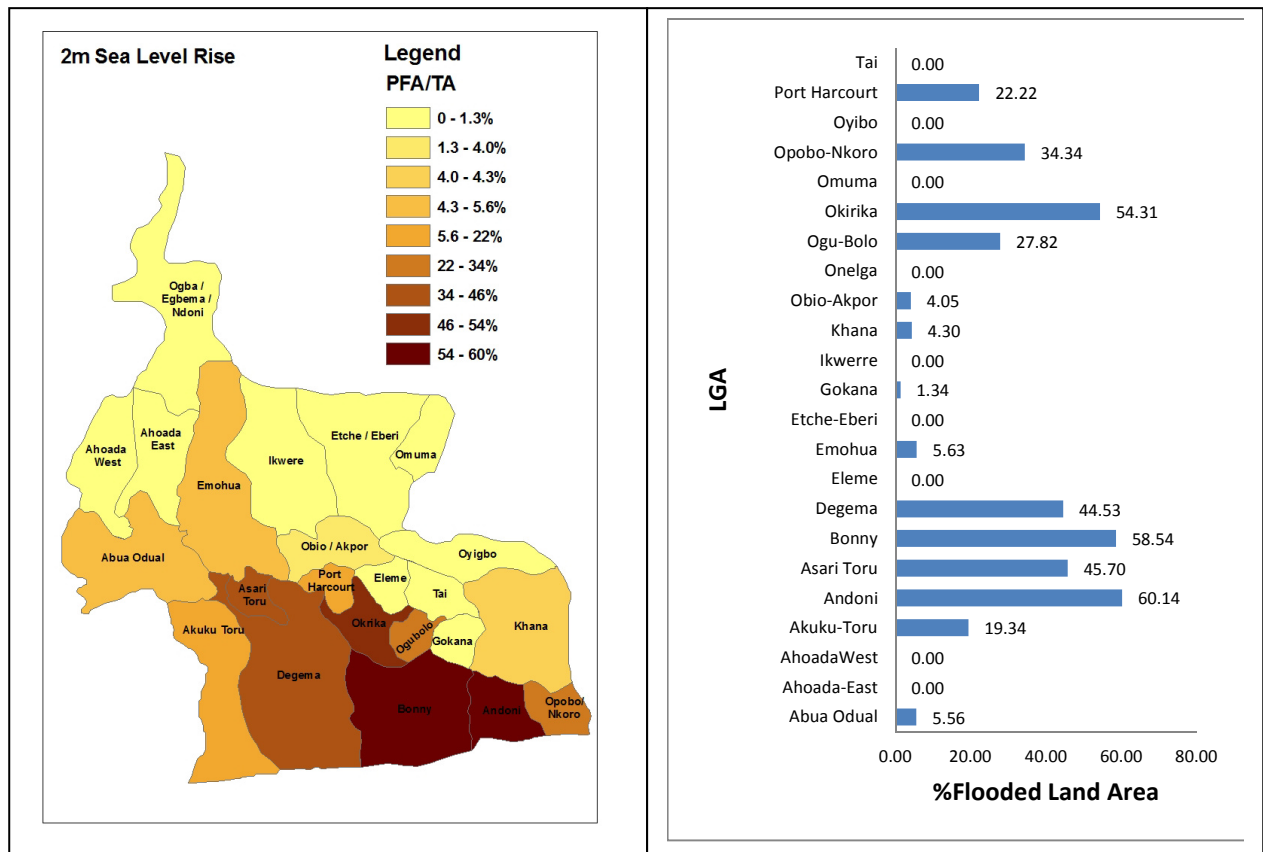 2m Sea Level Rise
Legend
PFA/TA
0 - 1.3%
1.3 - 4.0%
4.0 - 4.3%
4.3 - 5.6%
5.6 - 22%
22 - 34%
34 - 46%
46 - 54%
54 - 60%
Ogba /
Egbema /
Ndoni
Ahoada
West
Ahoada
East
Emohua
Ikwere
Etche / Eberi
Omuma
Abua Odual
Obio / Akpor
Oyigbo
Port
Harcourt
Eleme
Tai
Asari
Toru
Akuku Toru
Okrika
Ogubolo
Gokana
Khana
Degema
Bonny
Andoni
Opobo/
Nkoro
LGA
Tai 0.00
Port Harcourt 22.22
Oyibo 0.00
Opobo-Nkoro 34.34
Omuma 0.00
Okirika 54.31
Ogu-Bolo 27.82
Onelga 0.00
Obio-Akpor 4.05
Khana 4.30
Ikwerre 0.00
Gokana 1.34
Etche-Eberi 0.00
Emohua 5.63
Eleme 0.00
Degema 44.53
Bonny 58.54
Asari Toru 45.70
Andoni 60.14
Akuku-Toru 19.34
AhoadaWest 0.00
Ahoada-East 0.00
Abua Odual 5.56
0.00 20.00 40.00 60.00 80.00
%Flooded Land Area